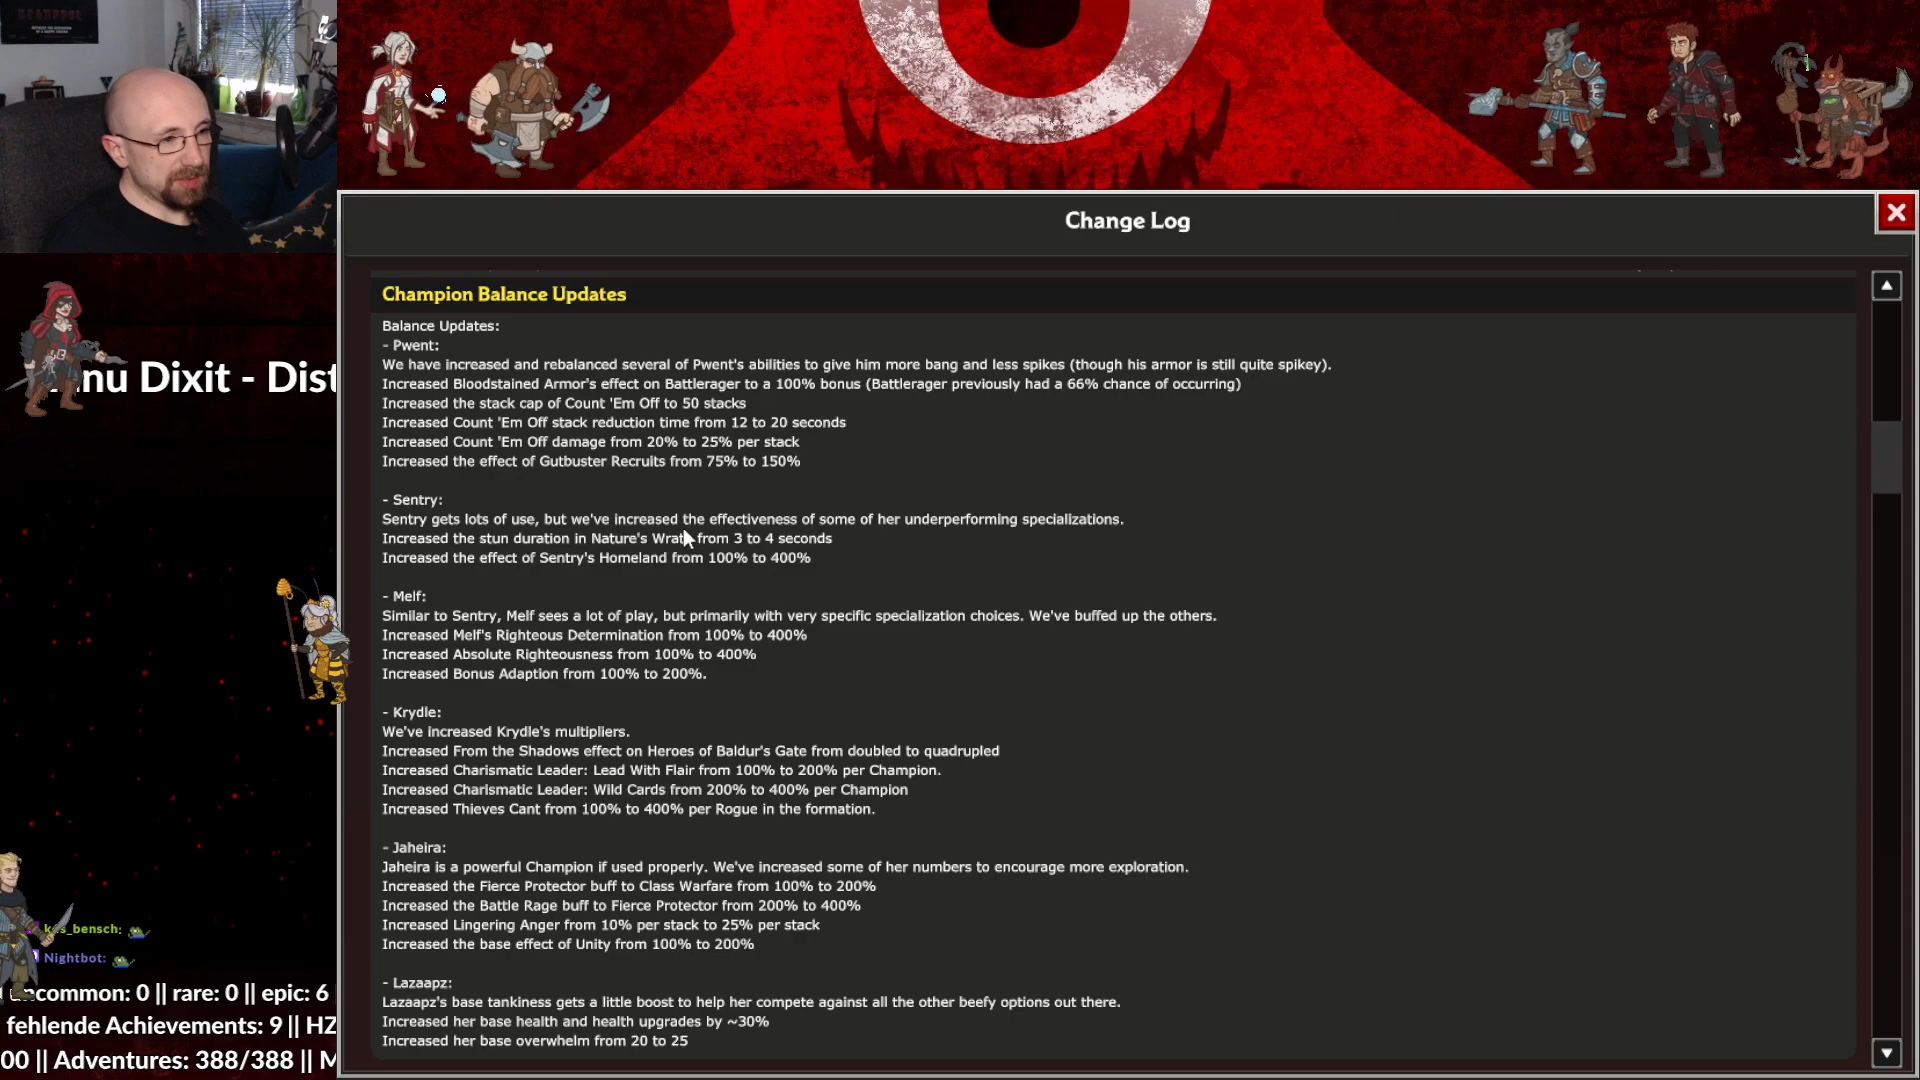 DEADPOOL
Change Log
Champion Balance Updates
Balance Updates:
- Pwent:
We have increased and rebalanced several of Pwent's abilities to give him more bang and less spikes (though his armor is still quite spikey).
Increased Bloodstained Armor's effect on Battlerager to a 100% bonus (Battlerager previously had a 66% chance of occurring)
Increased the stack cap of Count 'Em Off to 50 stacks
Increased Count 'Em Off stack reduction time from 12 to 20 seconds
Increased Count 'Em Off damage from 20% to 25% per stack
Increased the effect of Gutbuster Recruits from 75% to 150%
- Sentry:
Sentry gets lots of use, but we've increased the effectiveness of some of her underperforming specializations.
Increased the stun duration in Nature's Wrath from 3 to 4 seconds
Increased the effect of Sentry's Homeland from 100% to 400%
- Melf:
Similar to Sentry, Melf sees a lot of play, but primarily with very specific specialization choices. We've buffed up the others.
Increased Melf's Righteous Determination from 100% to 400%
Increased Absolute Righteousness from 100% to 400%
Increased Bonus Adaption from 100% to 200%.
- Krydle:
We've increased Krydle's multipliers.
Increased From the Shadows effect on Heroes of Baldur's Gate from doubled to quadrupled
Increased Charismatic Leader: Lead With Flair from 100% to 200% per Champion.
Increased Charismatic Leader: Wild Cards from 200% to 400% per Champion
Increased Thieves Cant from 100% to 400% per Rogue in the formation.
- Jaheira:
Jaheira is a powerful Champion if used properly. We've increased some of her numbers to encourage more exploration.
Increased the Fierce Protector buff to Class Warfare from 100% to 200%
Increased the Battle Rage buff to Fierce Protector from 200% to 400%
Increased Lingering Anger from 10% per stack to 25% per stack
Increased the base effect of Unity from 100% to 200%
- Lazaapz:
Lazaapz's base tankiness gets a little boost to help her compete against all the other beefy options out there.
Increased her base health and health upgrades by ~30%
Increased her base overwhelm from 20 to 25
nu Dixit - Dist
_bensch:
Nightbot:
uncommon: 0 || rare: 0 || epic: 6
fehlende Achievements: 9 || HZ
00 || Adventures: 388/388 || M